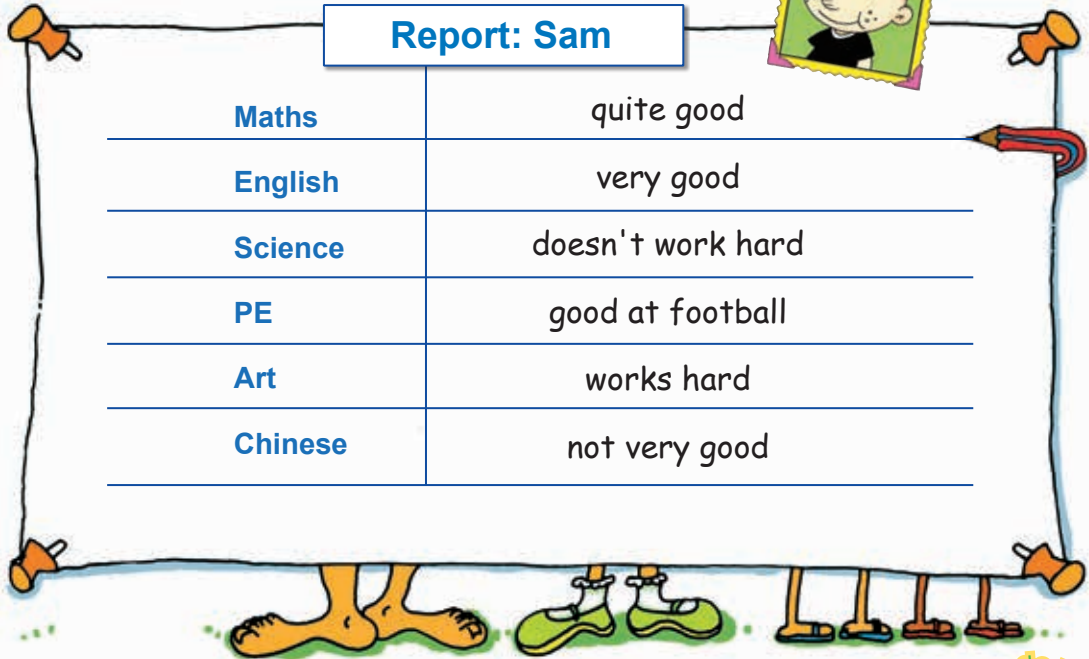 Report: Sam
Maths quite good
English very good
Science doesn't work hard
PE good at football
Art works hard
Chinese not very good